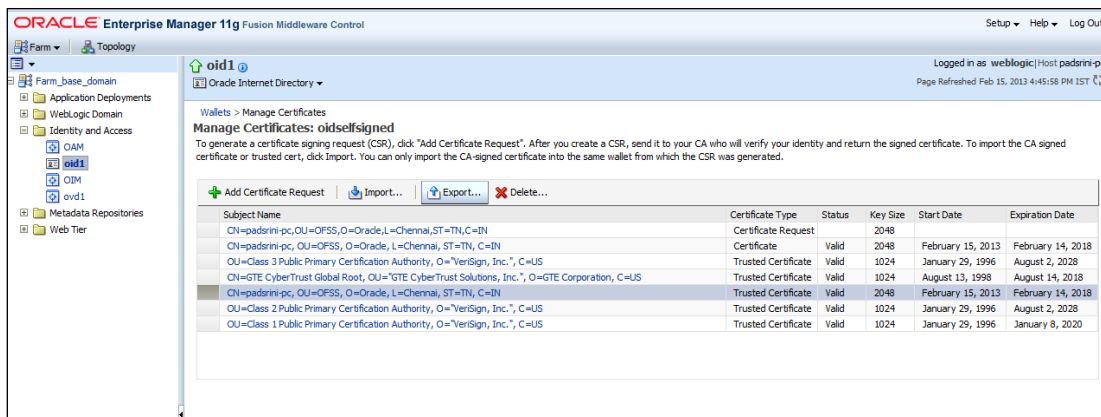 ORACLE Enterprise Manager 11g Fusion Middleware Control
Setup Help Log Out
Farm Topology
oid1
Logged in as weblogic|Host padsrini-p
Oracle Internet Directory
Page Refreshed Feb 15, 2013 4:45:58 PM IST
Farm_base_domain
Application Deployments
WebLogic Domain
Identity and Access
OAM
oid1
OIM
ovd1
Metadata Repositories
Web Tier
Wallets > Manage Certificates
Manage Certificates: oidselfsigned
To generate a certificate signing request (CSR), click "Add Certificate Request". After you create a CSR, send it to your CA who will verify your identity and return the signed certificate. To import the CA signed
certificate or trusted cert, click Import. You can only import the CA-signed certificate into the same wallet from which the CSR was generated.
Add Certificate Request Import... Export... Delete...
Subject Name Certificate Type Status Key Size Start Date Expiration Date
CN=padsrini-pc,OU=OFSS,O=Oracle,L=Chennai,ST=TN,C=IN Certificate Request 2048
CN=padsrini-pc, OU=OFSS, O=Oracle, L=Chennai, ST=TN, C=IN Certificate Valid 2048 February 15, 2013 February 14, 2018
OU=Class 3 Public Primary Certification Authority, O="VeriSign, Inc.", C=US Trusted Certificate Valid 1024 January 29, 1996 August 2, 2028
CN=GTE CyberTrust Global Root, OU="GTE CyberTrust Solutions, Inc.", O=GTE Corporation, C=US Trusted Certificate Valid 1024 August 13, 1998 August 14, 2018
CN=padsrini-pc, OU=OFSS, O=Oracle, L=Chennai, ST=TN, C=IN Trusted Certificate Valid 2048 February 15, 2013 February 14, 2018
OU=Class 2 Public Primary Certification Authority, O="VeriSign, Inc.", C=US Trusted Certificate Valid 1024 January 29, 1996 August 2, 2028
OU=Class 1 Public Primary Certification Authority, O="VeriSign, Inc.", C=US Trusted Certificate Valid 1024 January 29, 1996 January 8, 2020